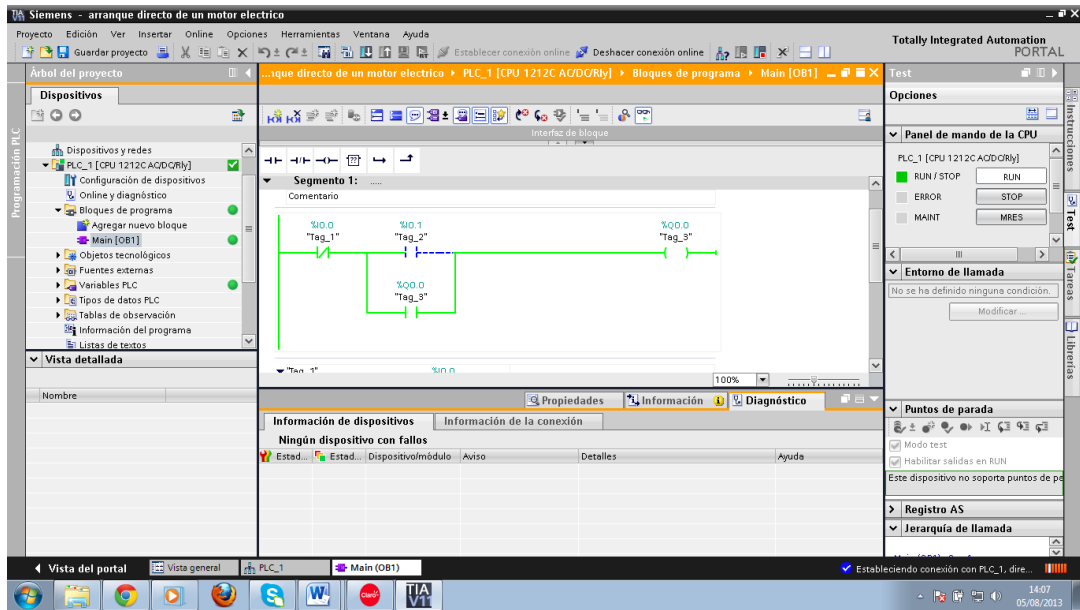 Siemens - arranque directo de un motor electrico
Proyecto Edición Ver Insertar Online Opciones Herramientas Ventana Ayuda
Guardar proyecto Establecer conexión online Deshacer conexión online
Totally Integrated Automation
PORTAL
Árbol del proyecto
...ique directo de un motor electrico PLC_1 [CPU 1212C AC/DC/Rly] Bloques de programa Main [OB1]
Test
Dispositivos
Opciones
Programación PLC
Dispositivos y redes
PLC_1 [CPU 1212C AC/DC/Rly]
Configuración de dispositivos
Online y diagnóstico
Bloques de programa
Agregar nuevo bloque
Main [OB1]
Objetos tecnológicos
Fuentes externas
Variables PLC
Tipos de datos PLC
Tablas de observación
Información del programa
Listas de textos
Vista detallada
Nombre
Interfaz de bloque
Segmento 1: .....
Comentario
%I0.0
"Tag_1"
%I0.1
"Tag_2"
%Q0.0
"Tag_3"
%Q0.0
"Tag_3"
"Tag_1" %I0.0
100%
Propiedades Información Diagnóstico
Información de dispositivos Información de la conexión
Ningún dispositivo con fallos
Estad... Estad... Dispositivo/módulo Aviso Detalles Ayuda
Panel de mando de la CPU
PLC_1 [CPU 1212C AC/DC/Rly]
RUN / STOP RUN
ERROR STOP
MAINT MRES
Entorno de llamada
No se ha definido ninguna condición.
Modificar ...
Puntos de parada
Modo test
Habilitar salidas en RUN
Este dispositivo no soporta puntos de pa
Registro AS
Jerarquía de llamada
Instrucciones
Test
Tareas
Librerías
Vista del portal Vista general PLC_1 Main (OB1)
Estableciendo conexión con PLC_1, dire...
Claro
TIA
V11
14:07
05/08/2013